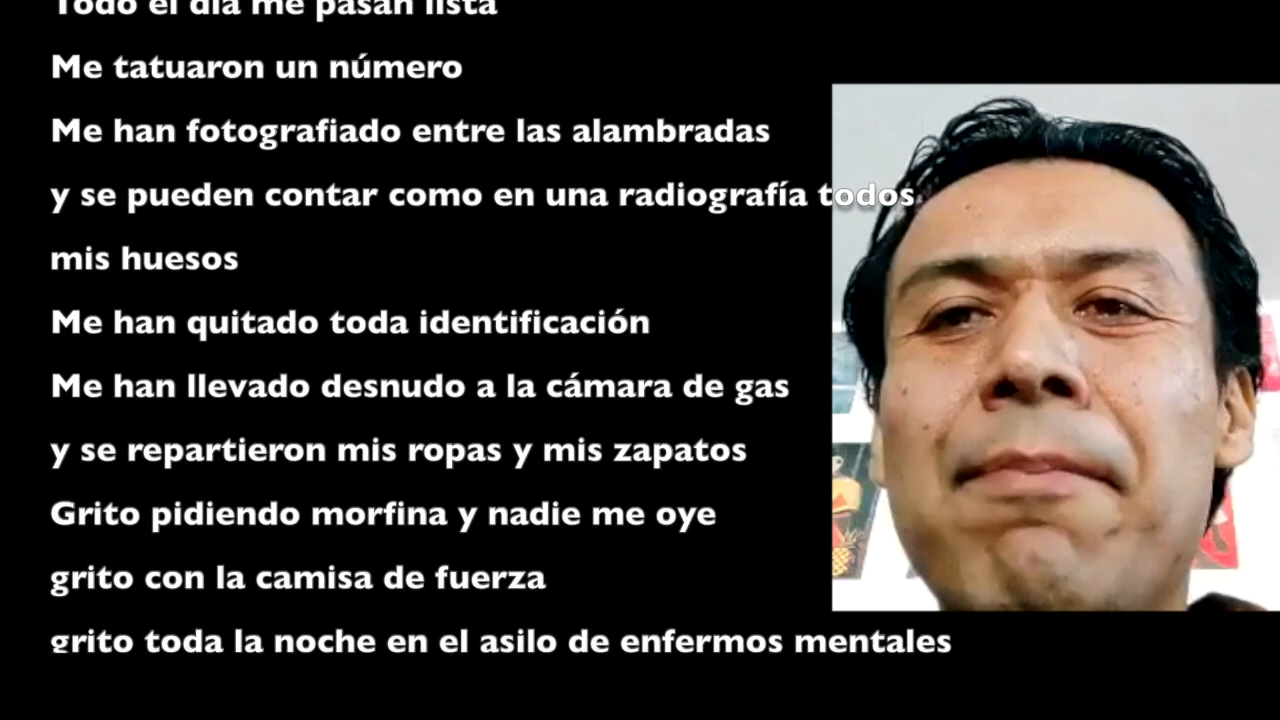 Todo el día me pasan lista
Me tatuaron un número
Me han fotografiado entre las alambradas
y se pueden contar como en una radiografía todos
mis huesos
Me han quitado toda identificación
Me han llevado desnudo a la cámara de gas
y se repartieron mis ropas y mis zapatos
Grito pidiendo morfina y nadie me oye
grito con la camisa de fuerza
grito toda la noche en el asilo de enfermos mentales